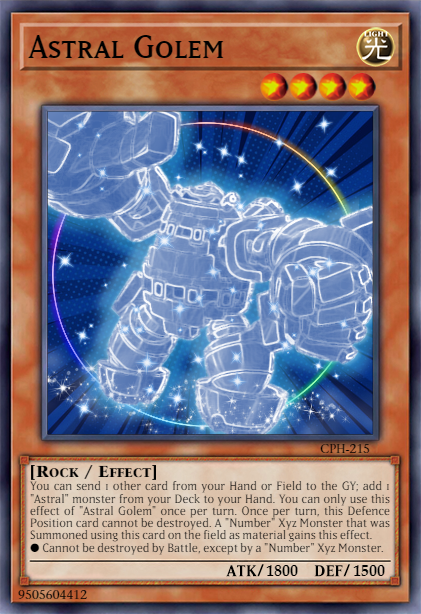 Astral Golem
LIGHT
光
CPH-215
[Rock / Effect]
You can send 1 other card from your Hand or Field to the GY; add 1
"Astral" monster from your Deck to your Hand. You can only use this
effect of "Astral Golem" once per turn. Once per turn, this Defence
Position card cannot be destroyed. A "Number" Xyz Monster that was
Summoned using this card on the field as material gains this effect.
● Cannot be destroyed by Battle, except by a "Number" Xyz Monster.
ATK/1800 DEF/1500
9505604412